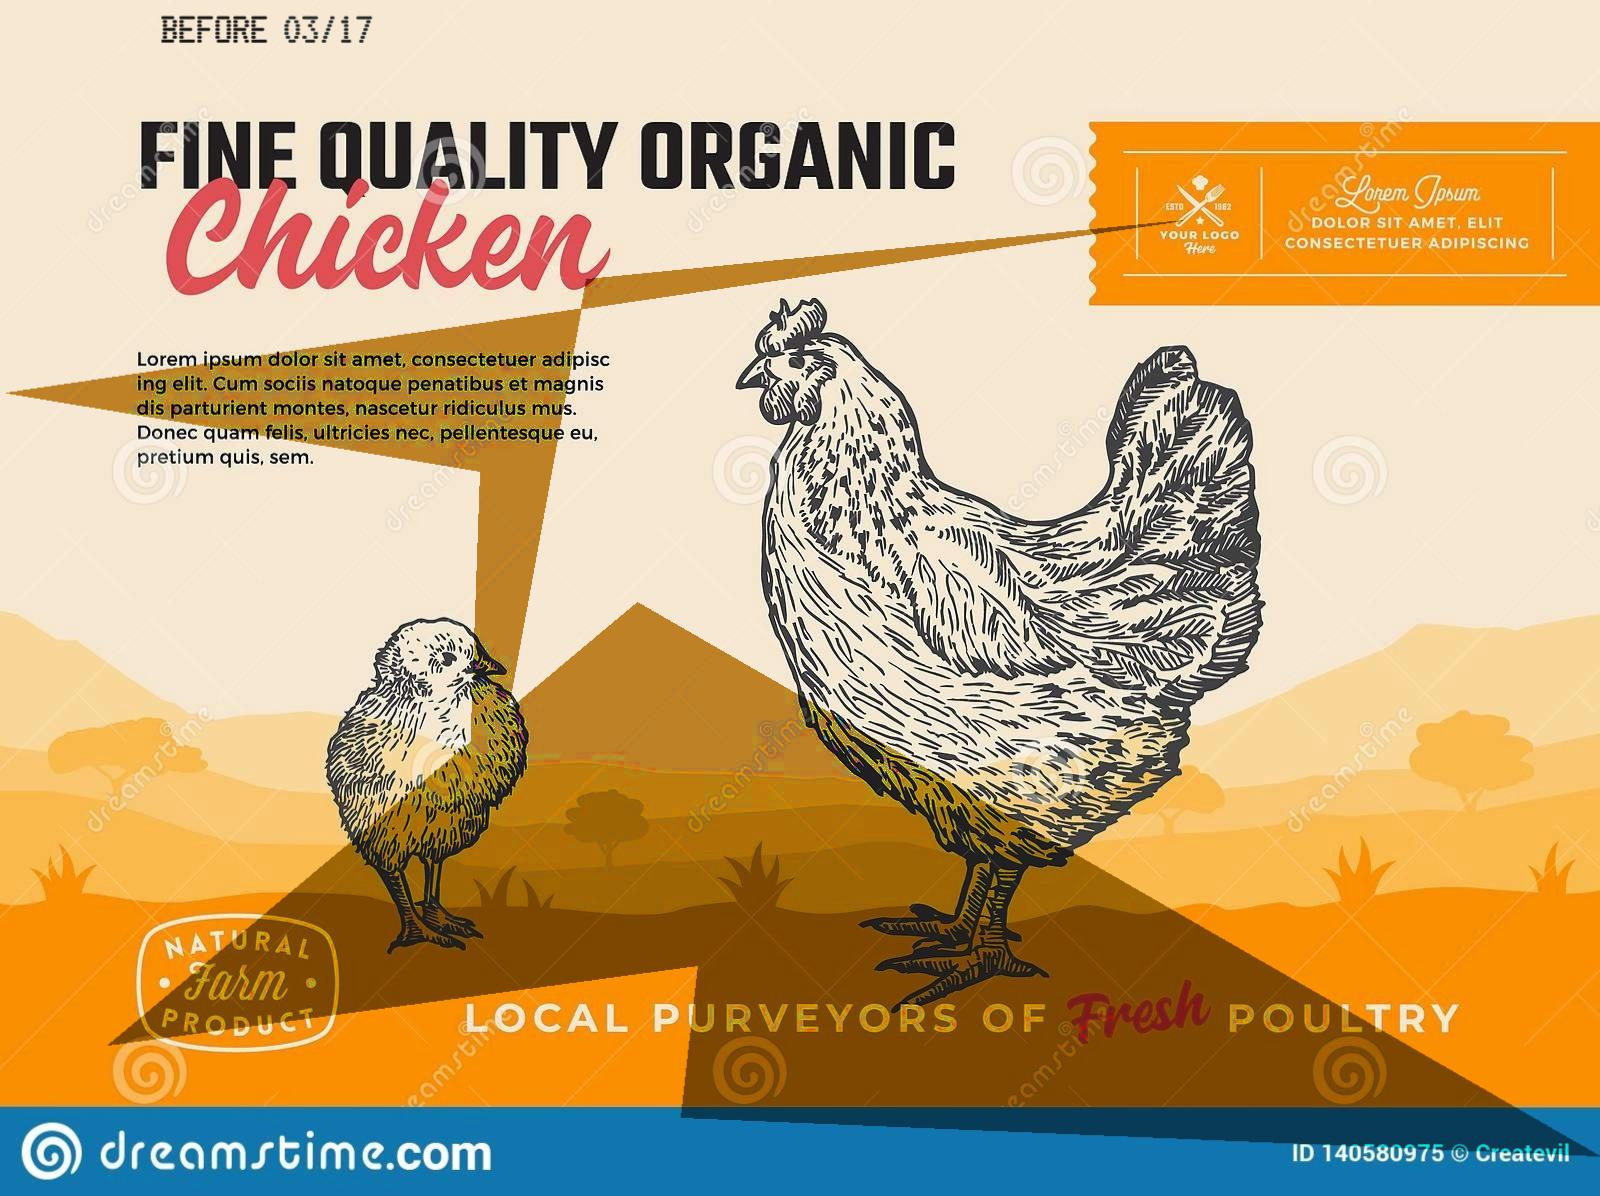 BEFORE 03/17
FINE QUALITY ORGANIC
Chicken
ESTD 1982
YOUR LOGO
Here
Lorem Ipsum
DOLOR SIT AMET, ELIT
CONSECTETUER ADIPISCING
Lorem ipsum dolor sit amet, consectetuer adipisc
ing elit. Cum sociis natoque penatibus et magnis
dis parturient montes, nascetur ridiculus mus.
Donec quam felis, ultricies nec, pellentesque eu,
pretium quis, sem.
NATURAL
Farm
PRODUCT
LOCAL PURVEYORS OF Fresh POULTRY
dreamstime.com
ID 140580975 © Createvil